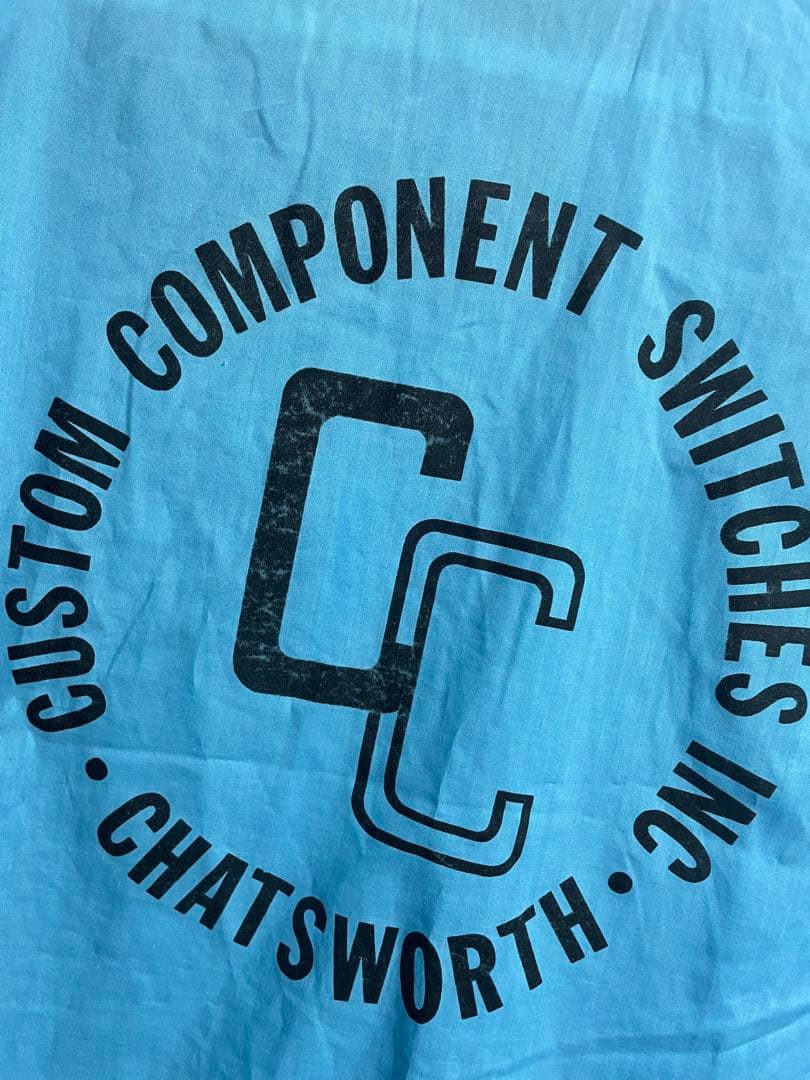 CUSTOM COMPONENT SWITCHES INC
• CHATSWORTH •
CC